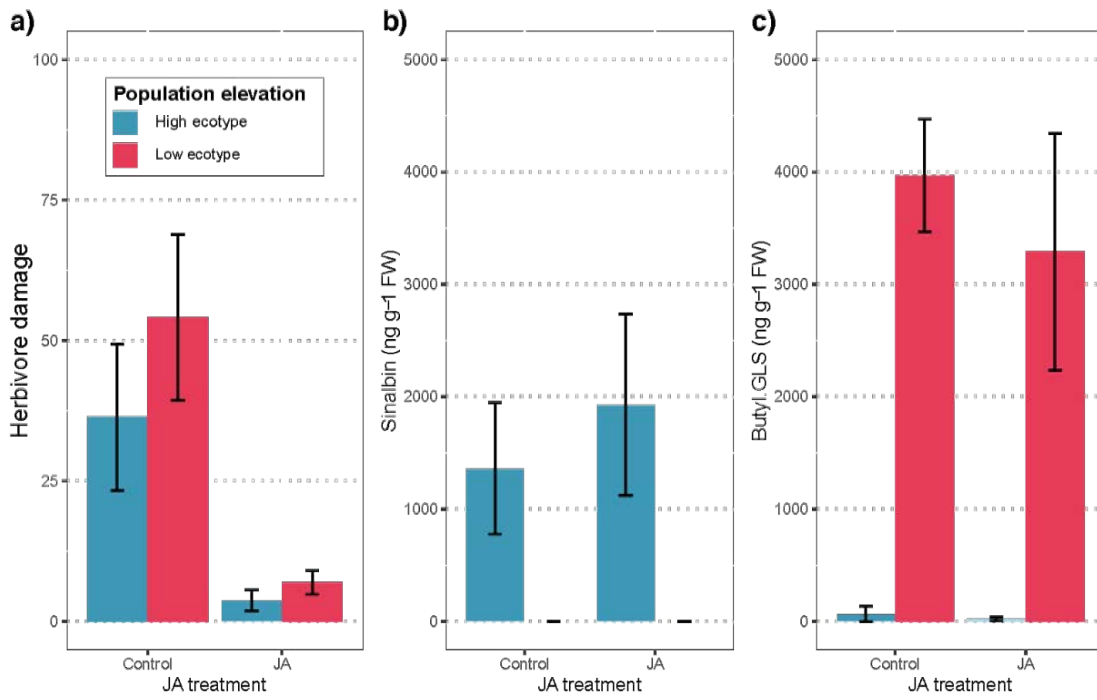 a)
100
75
50
25
0
Herbivore damage
Population elevation
High ecotype
Low ecotype
Control
JA
JA treatment
b)
5000
4000
3000
2000
1000
0
Sinalbin (ng g−1 FW)
Control
JA
JA treatment
c)
5000
4000
3000
2000
1000
0
Butyl.GLS (ng g−1 FW)
Control
JA
JA treatment